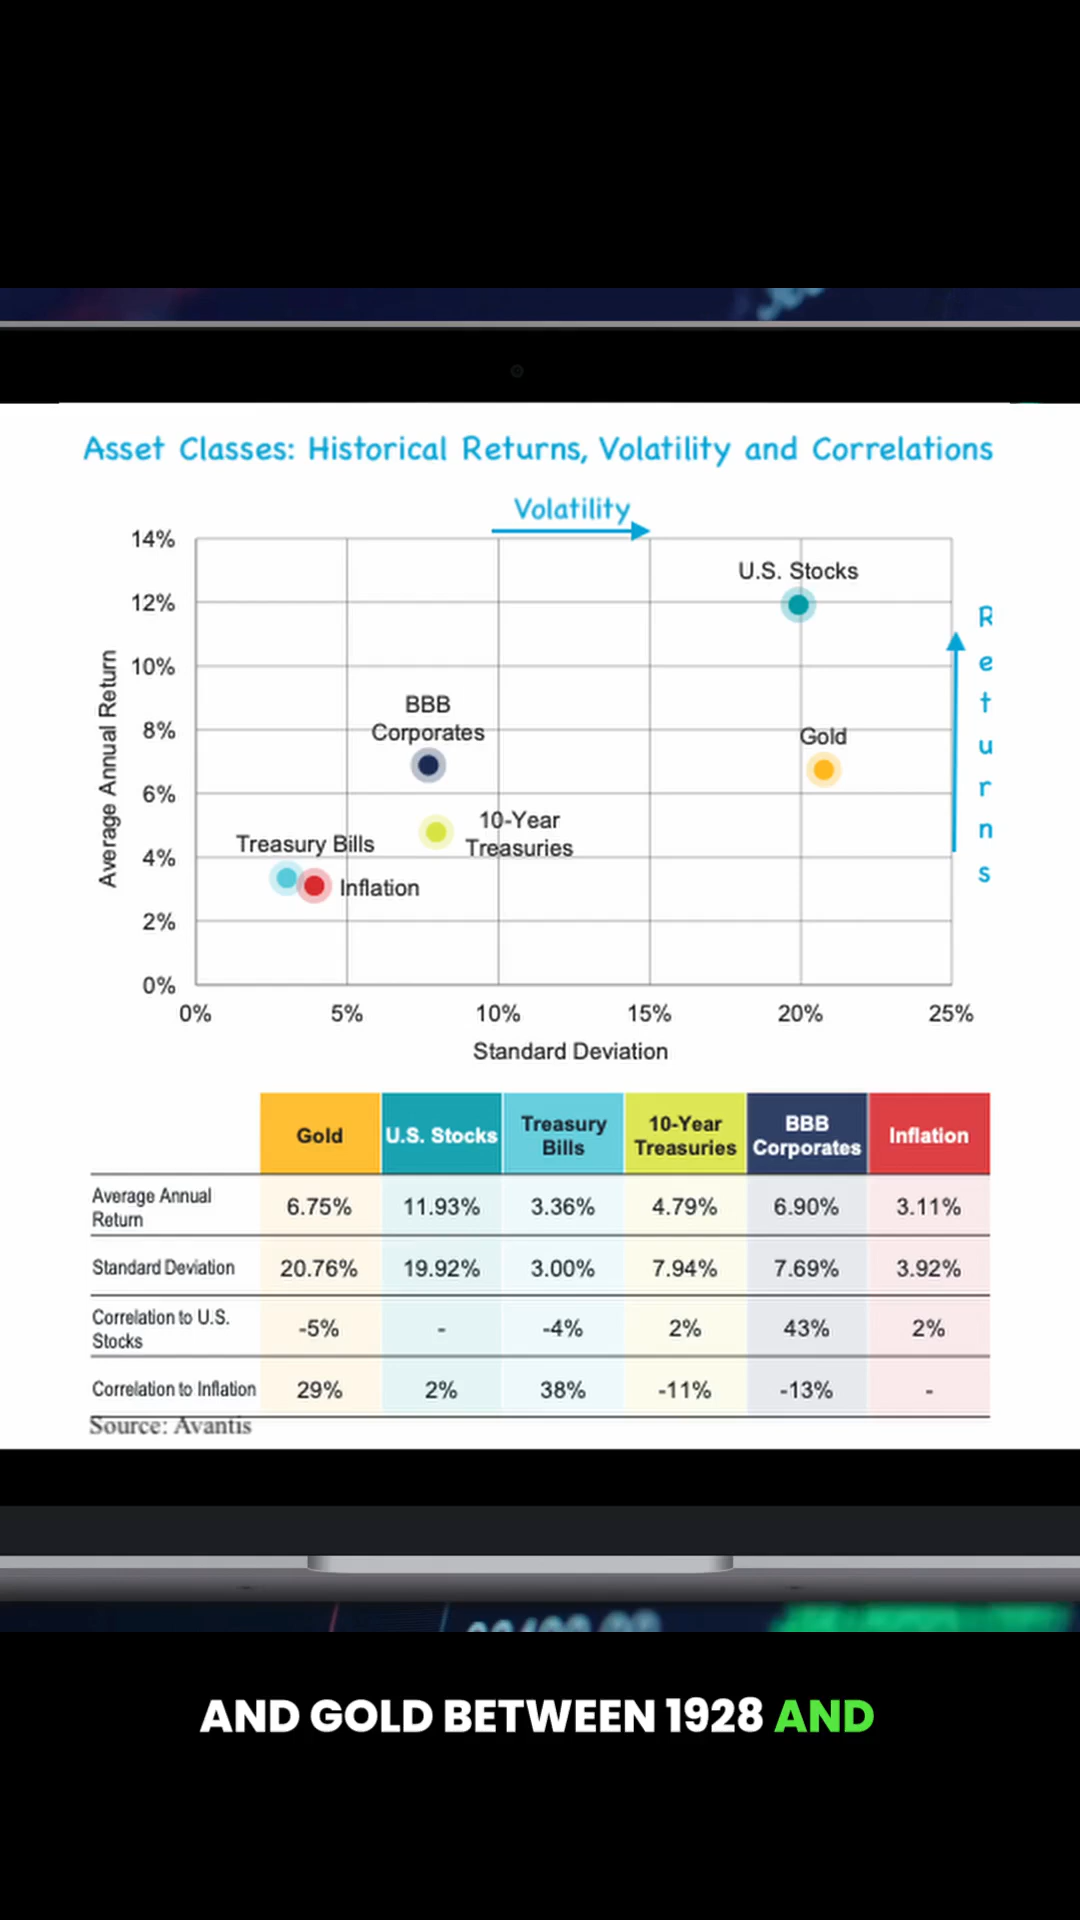 Asset Classes: Historical Returns, Volatility and Correlations
Volatility
14%
12%
10%
8%
6%
4%
2%
0%
Average Annual Return
U.S. Stocks
BBB
Corporates
Gold
10-Year
Treasuries
Treasury Bills
Inflation
Returns
0% 5% 10% 15% 20% 25%
Standard Deviation
Gold U.S. Stocks Treasury Bills 10-Year Treasuries BBB Corporates Inflation
Average Annual Return 6.75% 11.93% 3.36% 4.79% 6.90% 3.11%
Standard Deviation 20.76% 19.92% 3.00% 7.94% 7.69% 3.92%
Correlation to U.S. Stocks -5% - -4% 2% 43% 2%
Correlation to Inflation 29% 2% 38% -11% -13% -
Source: Avantis
AND GOLD BETWEEN 1928 AND